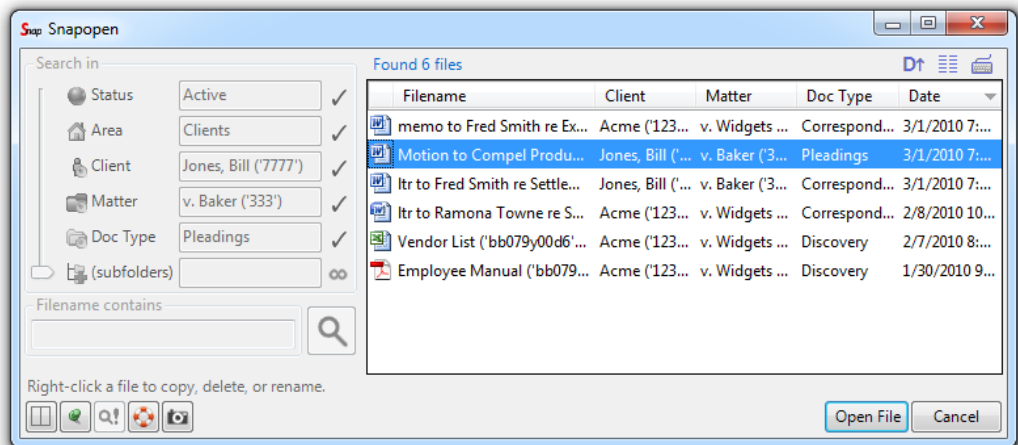 Snap Snapopen
Search in
Status Active
Area Clients
Client Jones, Bill ('7777')
Matter v. Baker ('333')
Doc Type Pleadings
(subfolders)
Filename contains
Right-click a file to copy, delete, or rename.
Found 6 files
D↑
Filename Client Matter Doc Type Date
memo to Fred Smith re Ex... Acme ('123... v. Widgets ... Correspond... 3/1/2010 7:...
Motion to Compel Produ... Jones, Bill ('... v. Baker ('3... Pleadings 3/1/2010 7:...
ltr to Fred Smith re Settle... Jones, Bill ('... v. Baker ('3... Correspond... 3/1/2010 7:...
ltr to Ramona Towne re S... Acme ('123... v. Widgets ... Correspond... 2/8/2010 10...
Vendor List ('bb079y00d6'... Acme ('123... v. Widgets ... Discovery 2/7/2010 8:...
Employee Manual ('bb079... Acme ('123... v. Widgets ... Discovery 1/30/2010 9...
Open File Cancel